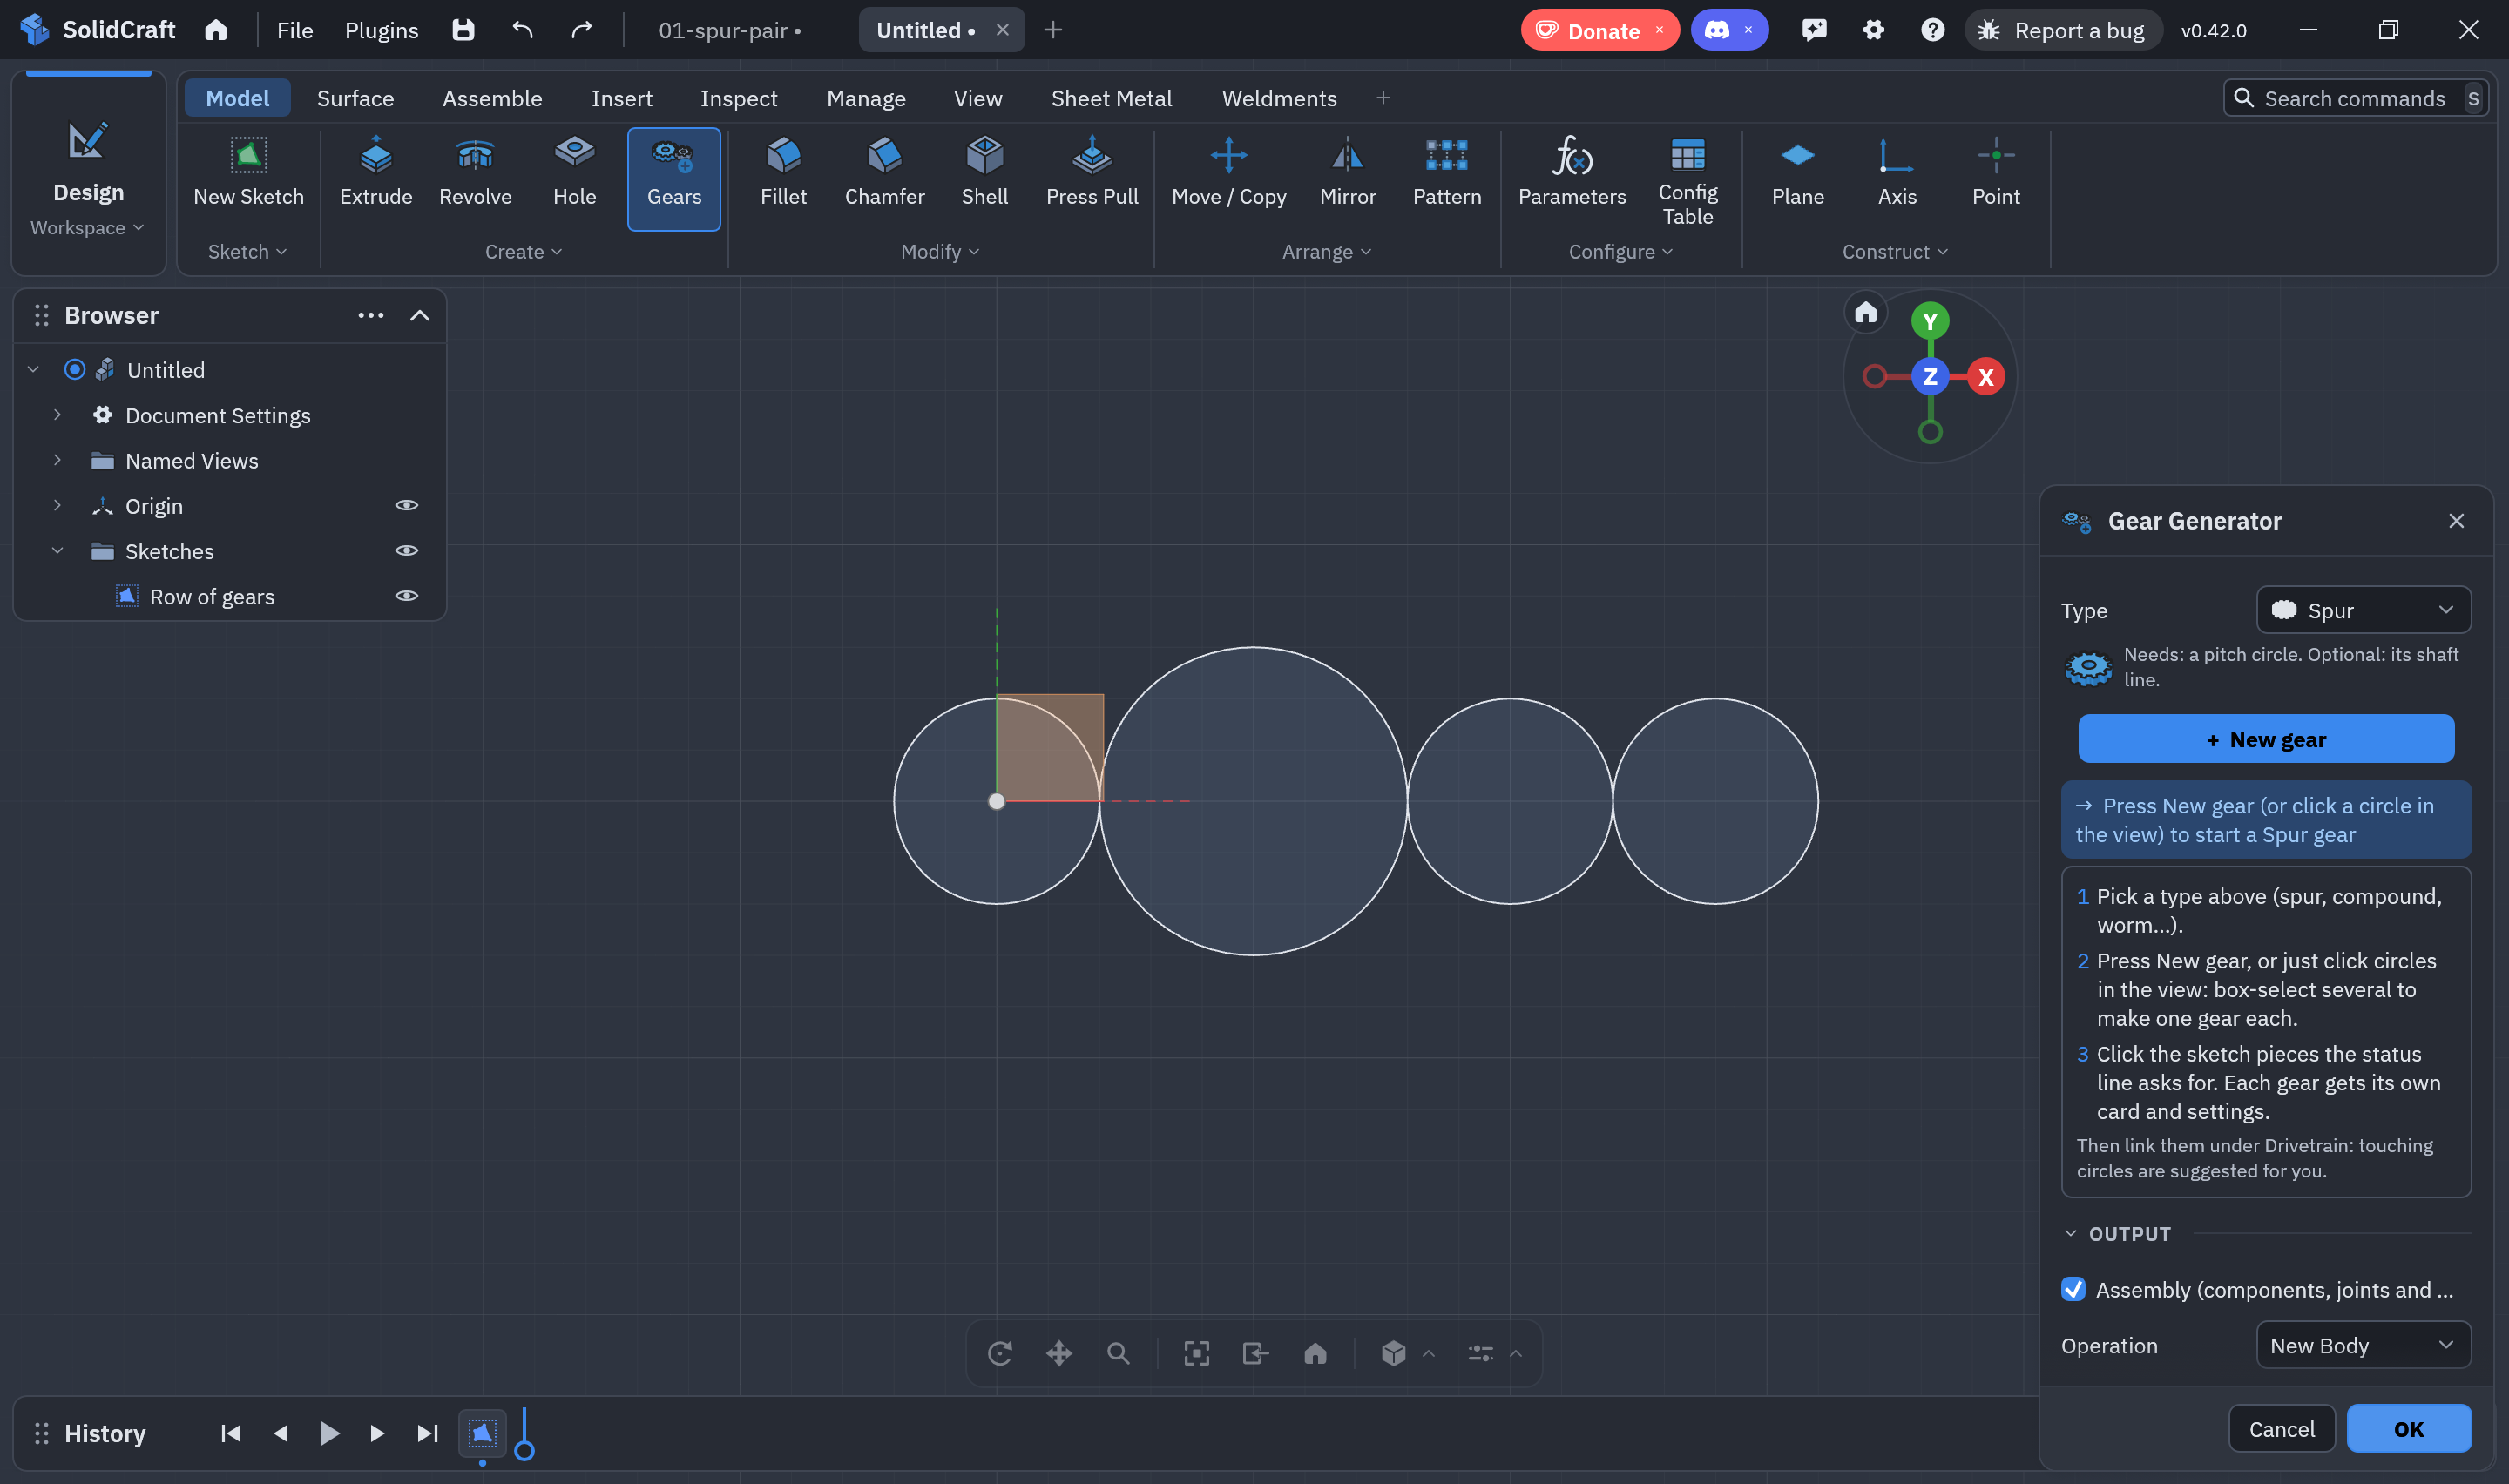 SolidCraft File Plugins 01-spur-pair • Untitled • Donate × × Report a bug v0.42.0
Design
Workspace
Model Surface Assemble Insert Inspect Manage View Sheet Metal Weldments Search commands S
New Sketch Extrude Revolve Hole Gears Fillet Chamfer Shell Press Pull Move / Copy Mirror Pattern Parameters Config Table Plane Axis Point
Sketch Create Modify Arrange Configure Construct
Browser
Untitled
Document Settings
Named Views
Origin
Sketches
Row of gears
Y
Z X
Gear Generator
Type Spur
Needs: a pitch circle. Optional: its shaft
line.
+ New gear
→ Press New gear (or click a circle in
the view) to start a Spur gear
1 Pick a type above (spur, compound,
worm...).
2 Press New gear, or just click circles
in the view: box-select several to
make one gear each.
3 Click the sketch pieces the status
line asks for. Each gear gets its own
card and settings.
Then link them under Drivetrain: touching
circles are suggested for you.
OUTPUT
Assembly (components, joints and ...
Operation New Body
Cancel OK
History